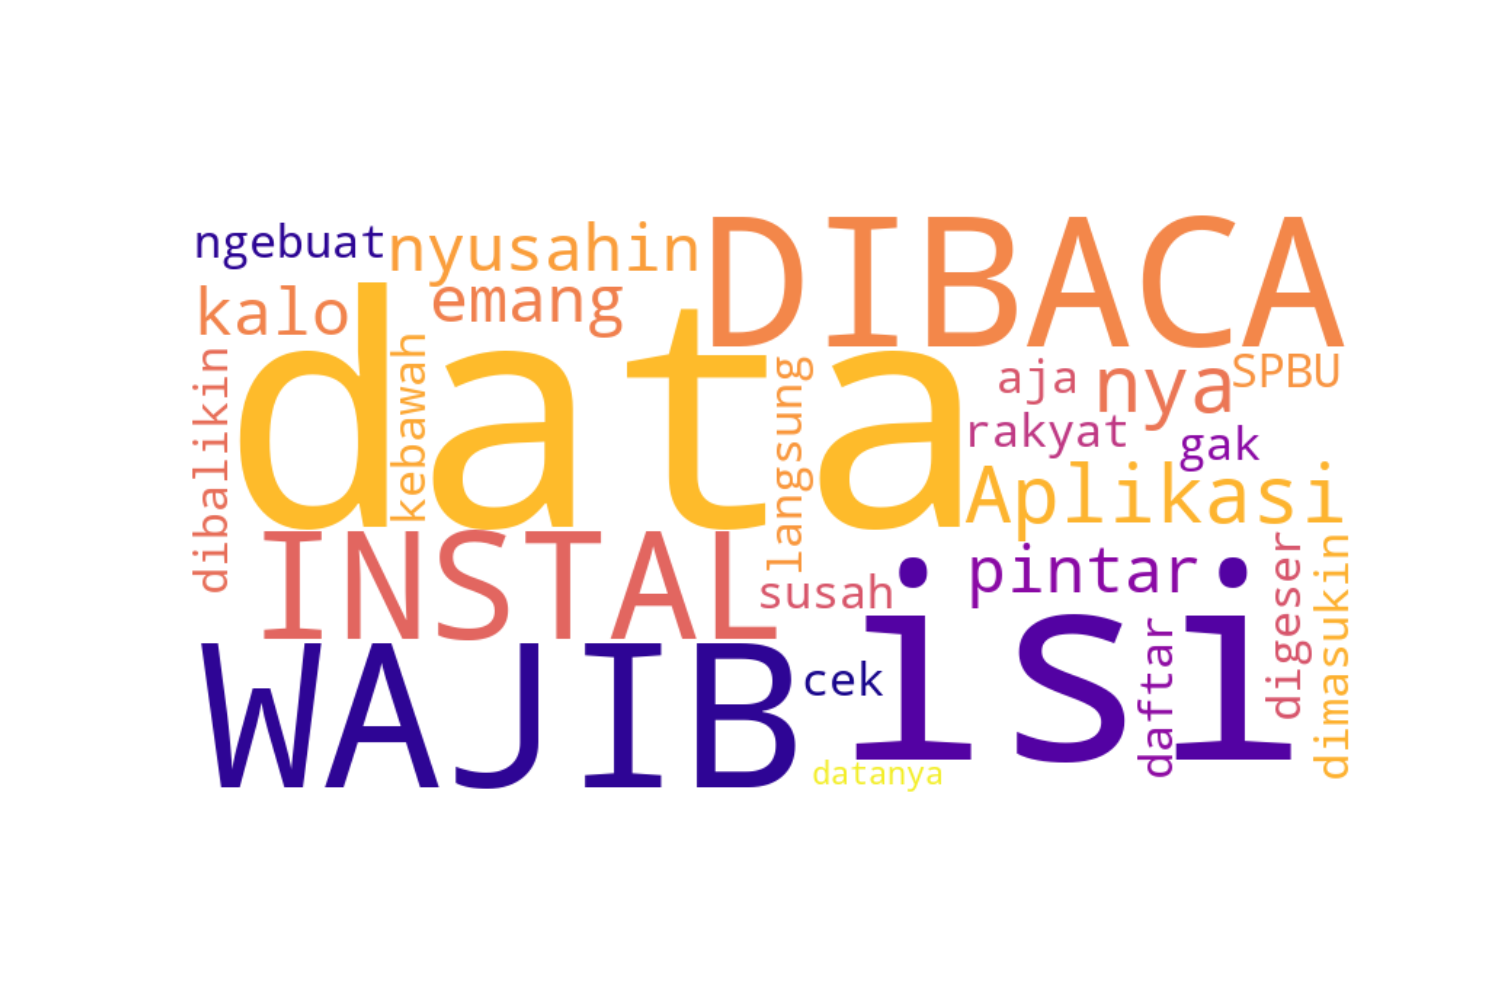 ngebuat
nyusahin
DIBACA
kalo
emang
data
dibalikin
kebawah
langsung
aja
nya
SPBU
rakyat
gak
Aplikasi
INSTAL
susah
isi
pintar
digeser
dimasukin
WAJIB
cek
daftar
datanya